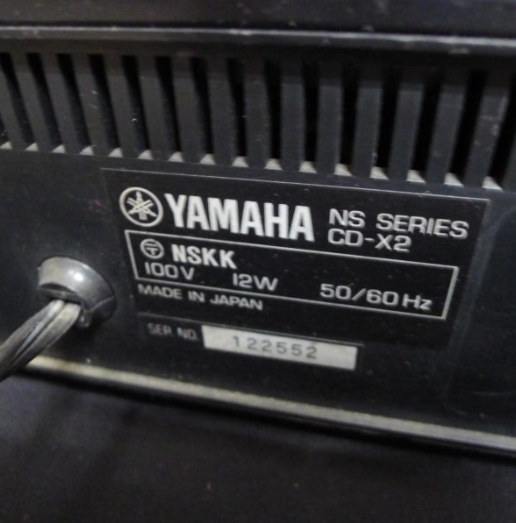 YAMAHA NS SERIES
CD-X2
NSKK
100V 12W 50/60Hz
MADE IN JAPAN
SER NO. 122552